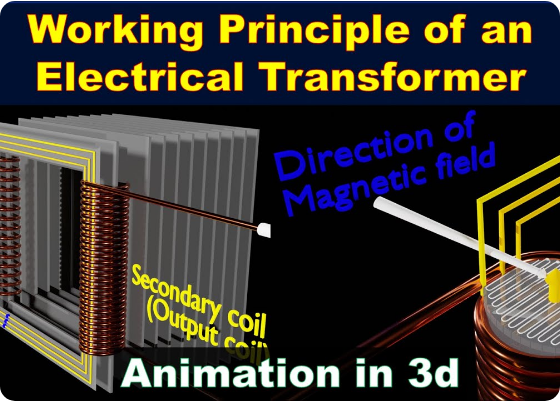 Working Principle of an
Electrical Transformer
Direction of
Magnetic field
Secondary coil
(Output coil)
Animation in 3d